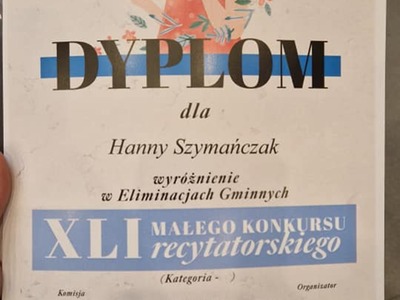 DYPLOM
dla
Hanny Szymańczak
wyróżnienie
w Eliminacjach Gminnych
XLI MAŁEGO KONKURSU
recytatorskiego
(Kategoria - )
Komisja Organizator